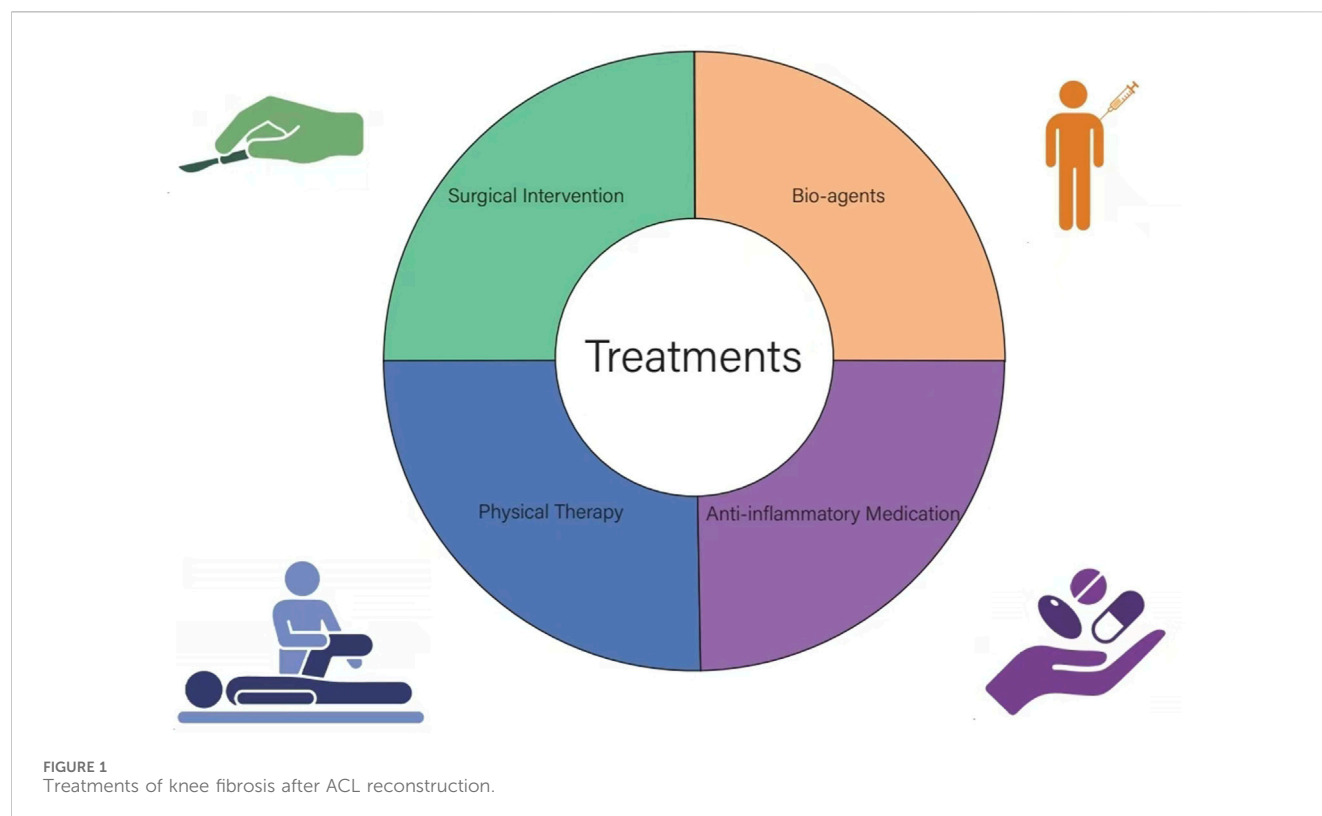 Surgical Intervention
Bio-agents
Treatments
Physical Therapy
Anti-inflammatory Medication
FIGURE 1
Treatments of knee fibrosis after ACL reconstruction.